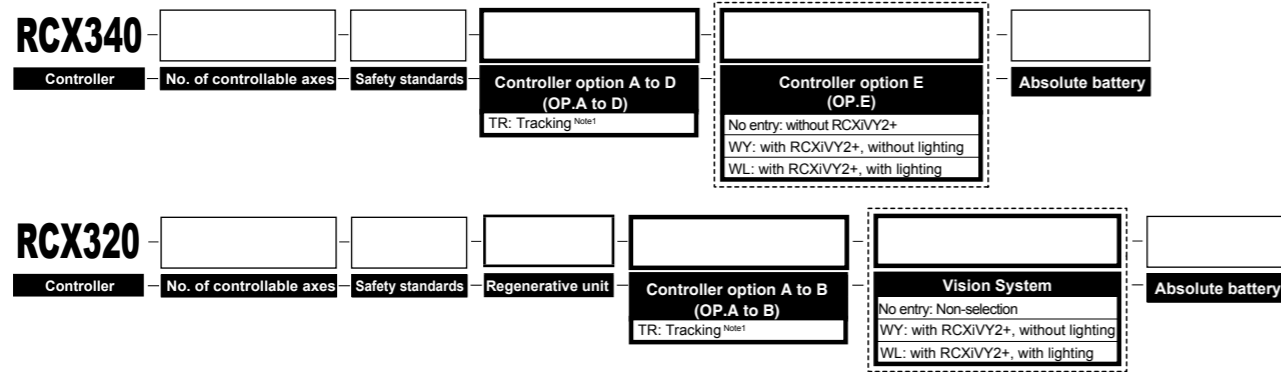 RCX340 - - - - -
Controller - No. of controllable axes - Safety standards - Controller option A to D (OP.A to D) - Controller option E (OP.E) - Absolute battery
TR: Tracking Note1
No entry: without RCXiVY2+
WY: with RCXiVY2+, without lighting
WL: with RCXiVY2+, with lighting
RCX320 - - - - - -
Controller - No. of controllable axes - Safety standards - Regenerative unit - Controller option A to B (OP.A to B) - Vision System - Absolute battery
TR: Tracking Note1
No entry: Non-selection
WY: with RCXiVY2+, without lighting
WL: with RCXiVY2+, with lighting